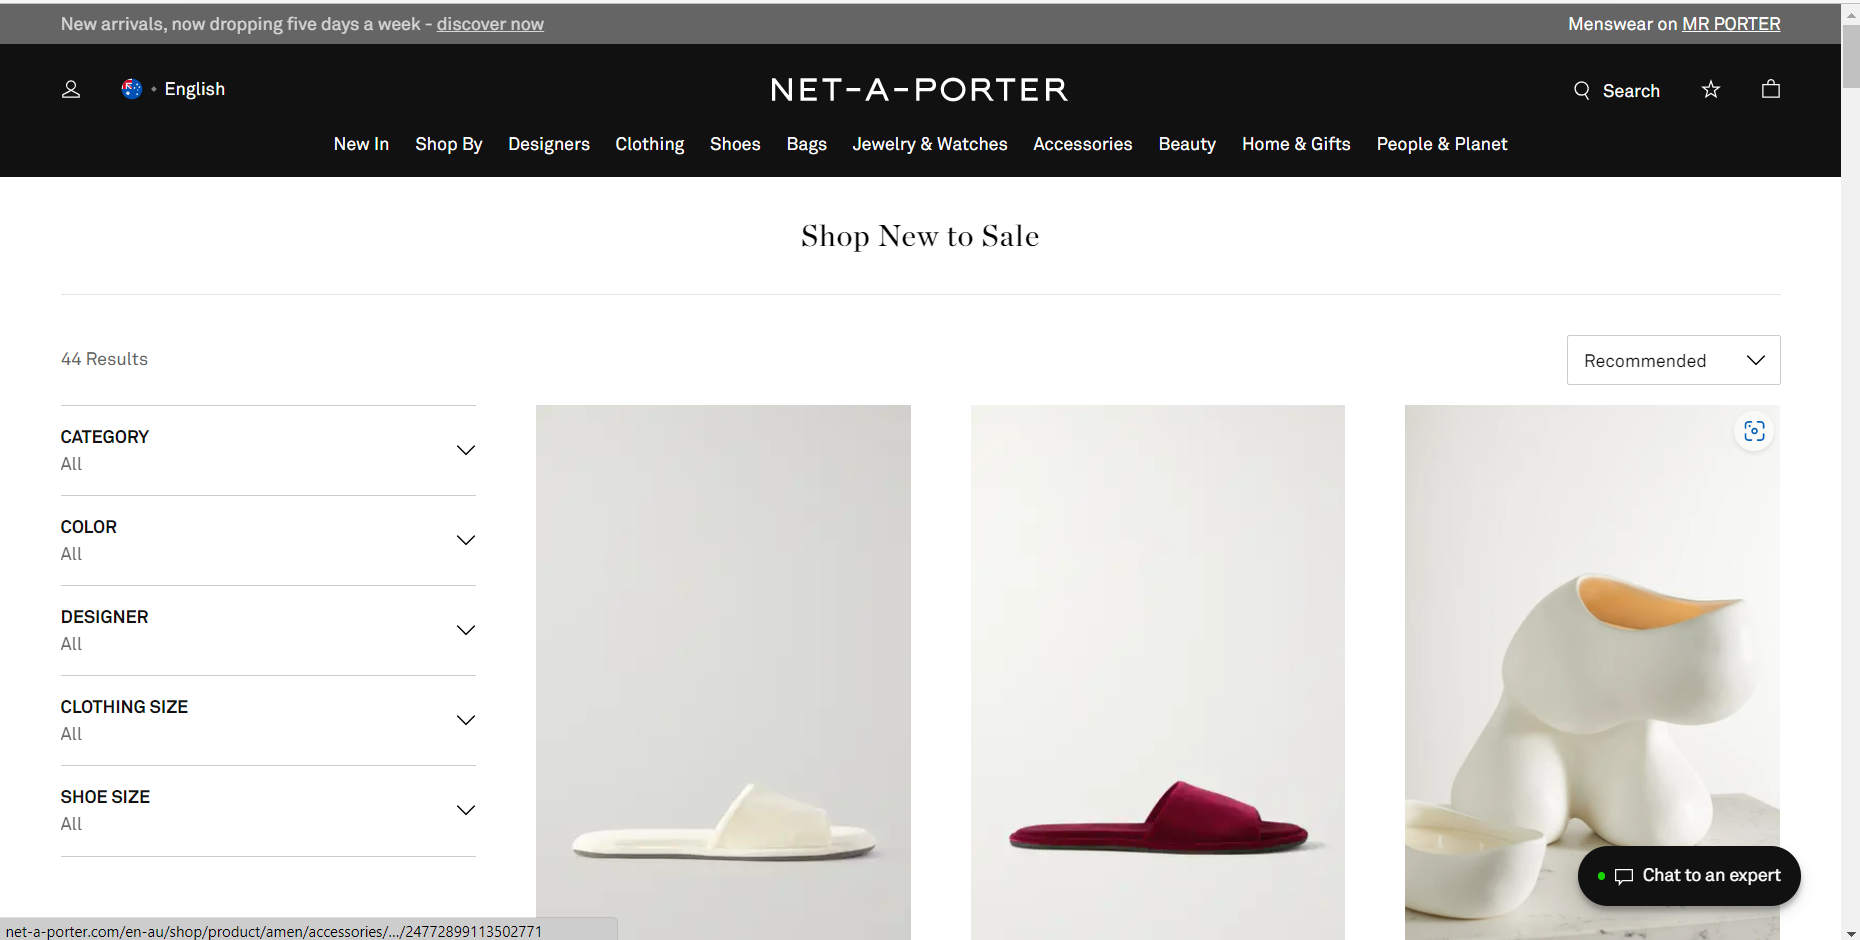 New arrivals, now dropping five days a week - discover now
Menswear on MR PORTER
English
NET-A-PORTER
Search
New In Shop By Designers Clothing Shoes Bags Jewelry & Watches Accessories Beauty Home & Gifts People & Planet
Shop New to Sale
44 Results
Recommended
CATEGORY
All
COLOR
All
DESIGNER
All
CLOTHING SIZE
All
SHOE SIZE
All
Chat to an expert
net-a-porter.com/en-au/shop/product/amen/accessories/.../24772899113502771